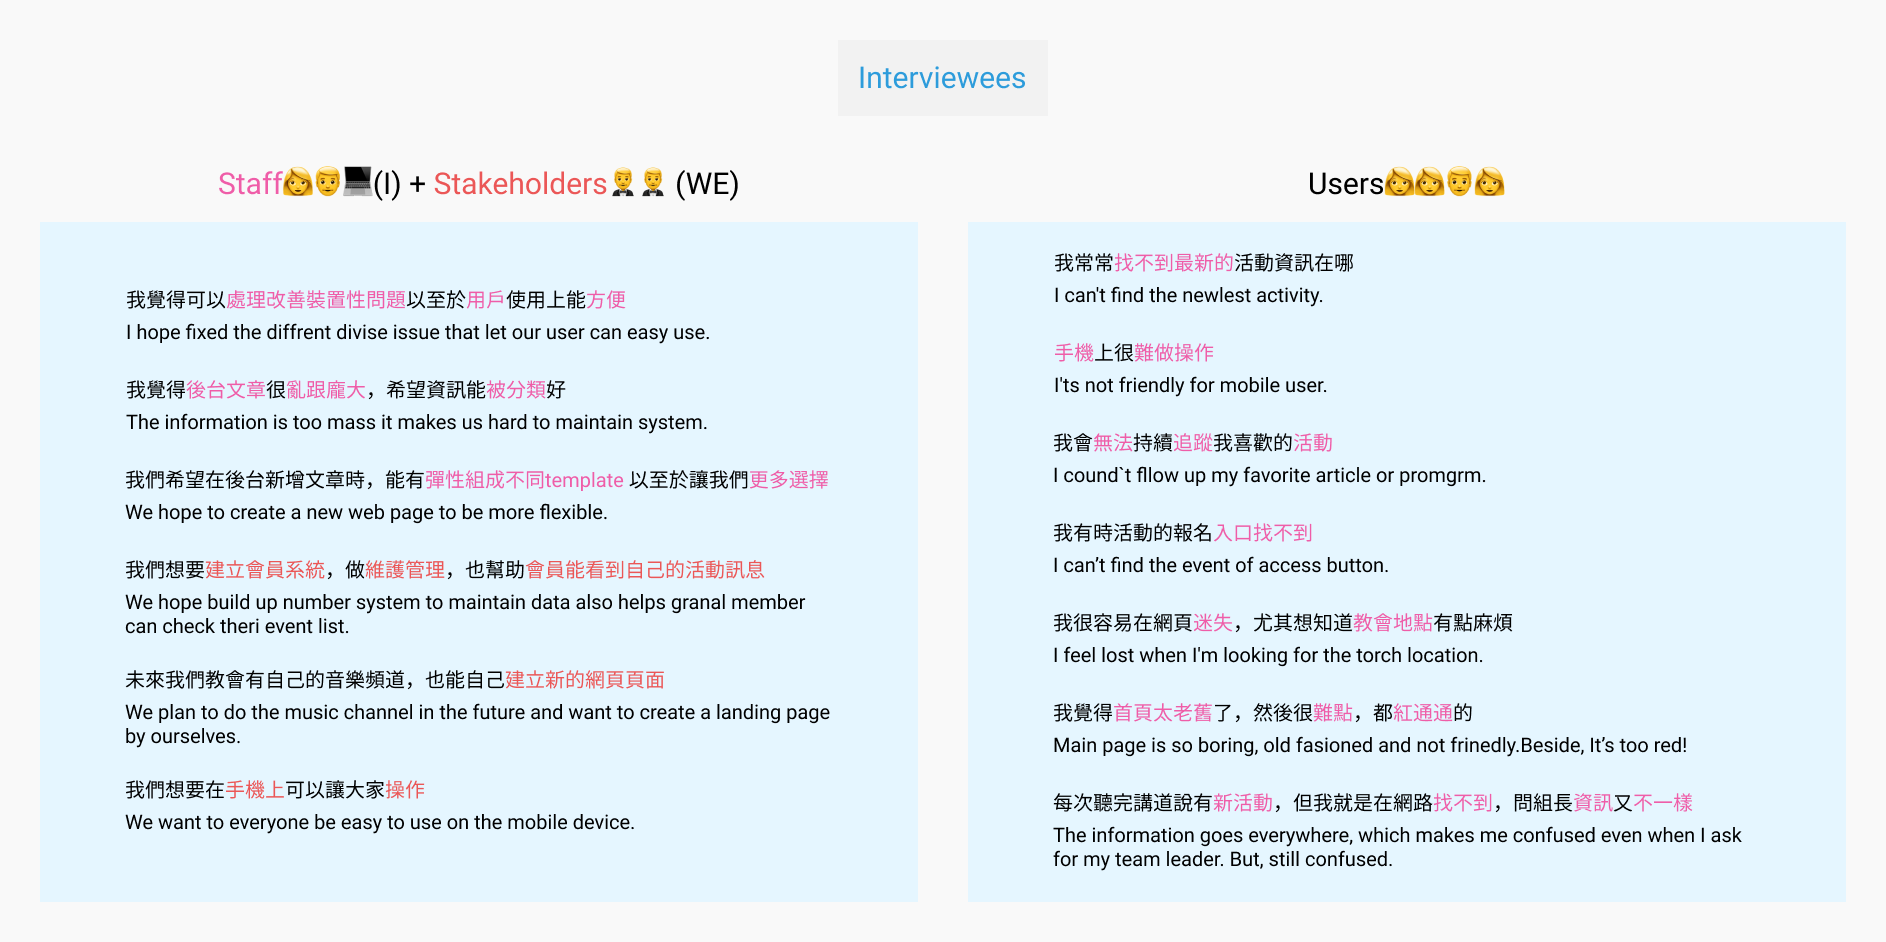 Interviewees
Staff👩👨💻(I) + Stakeholders🤵‍♂️🤵‍♂️ (WE)
我覺得可以處理改善裝置性問題以至於用戶使用上能方便
I hope fixed the diffrent divise issue that let our user can easy use.
我覺得後台文章很亂跟龐大，希望資訊能被分類好
The information is too mass it makes us hard to maintain system.
我們希望在後台新增文章時，能有彈性組成不同template 以至於讓我們更多選擇
We hope to create a new web page to be more flexible.
我們想要建立會員系統，做維護管理，也幫助會員能看到自己的活動訊息
We hope build up number system to maintain data also helps granal member
can check theri event list.
未來我們教會有自己的音樂頻道，也能自己建立新的網頁頁面
We plan to do the music channel in the future and want to create a landing page
by ourselves.
我們想要在手機上可以讓大家操作
We want to everyone be easy to use on the mobile device.
Users👩👩👨👩
我常常找不到最新的活動資訊在哪
I can't find the newlest activity.
手機上很難做操作
I'ts not friendly for mobile user.
我會無法持續追蹤我喜歡的活動
I cound`t fllow up my favorite article or promgrm.
我有時活動的報名入口找不到
I can’t find the event of access button.
我很容易在網頁迷失，尤其想知道教會地點有點麻煩
I feel lost when I'm looking for the torch location.
我覺得首頁太老舊了，然後很難點，都紅通通的
Main page is so boring, old fasioned and not frinedly.Beside, It’s too red!
每次聽完講道說有新活動，但我就是在網路找不到，問組長資訊又不一樣
The information goes everywhere, which makes me confused even when I ask
for my team leader. But, still confused.